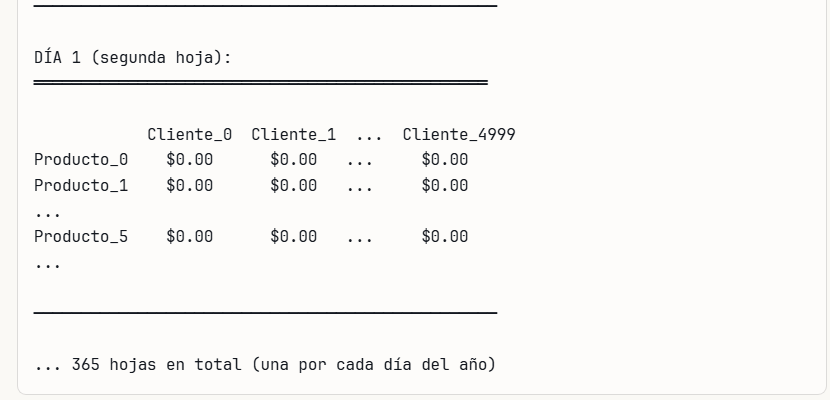 DÍA 1 (segunda hoja):
Cliente_0 Cliente_1 ... Cliente_4999
Producto_0 $0.00 $0.00 ... $0.00
Producto_1 $0.00 $0.00 ... $0.00
...
Producto_5 $0.00 $0.00 ... $0.00
...
... 365 hojas en total (una por cada día del año)